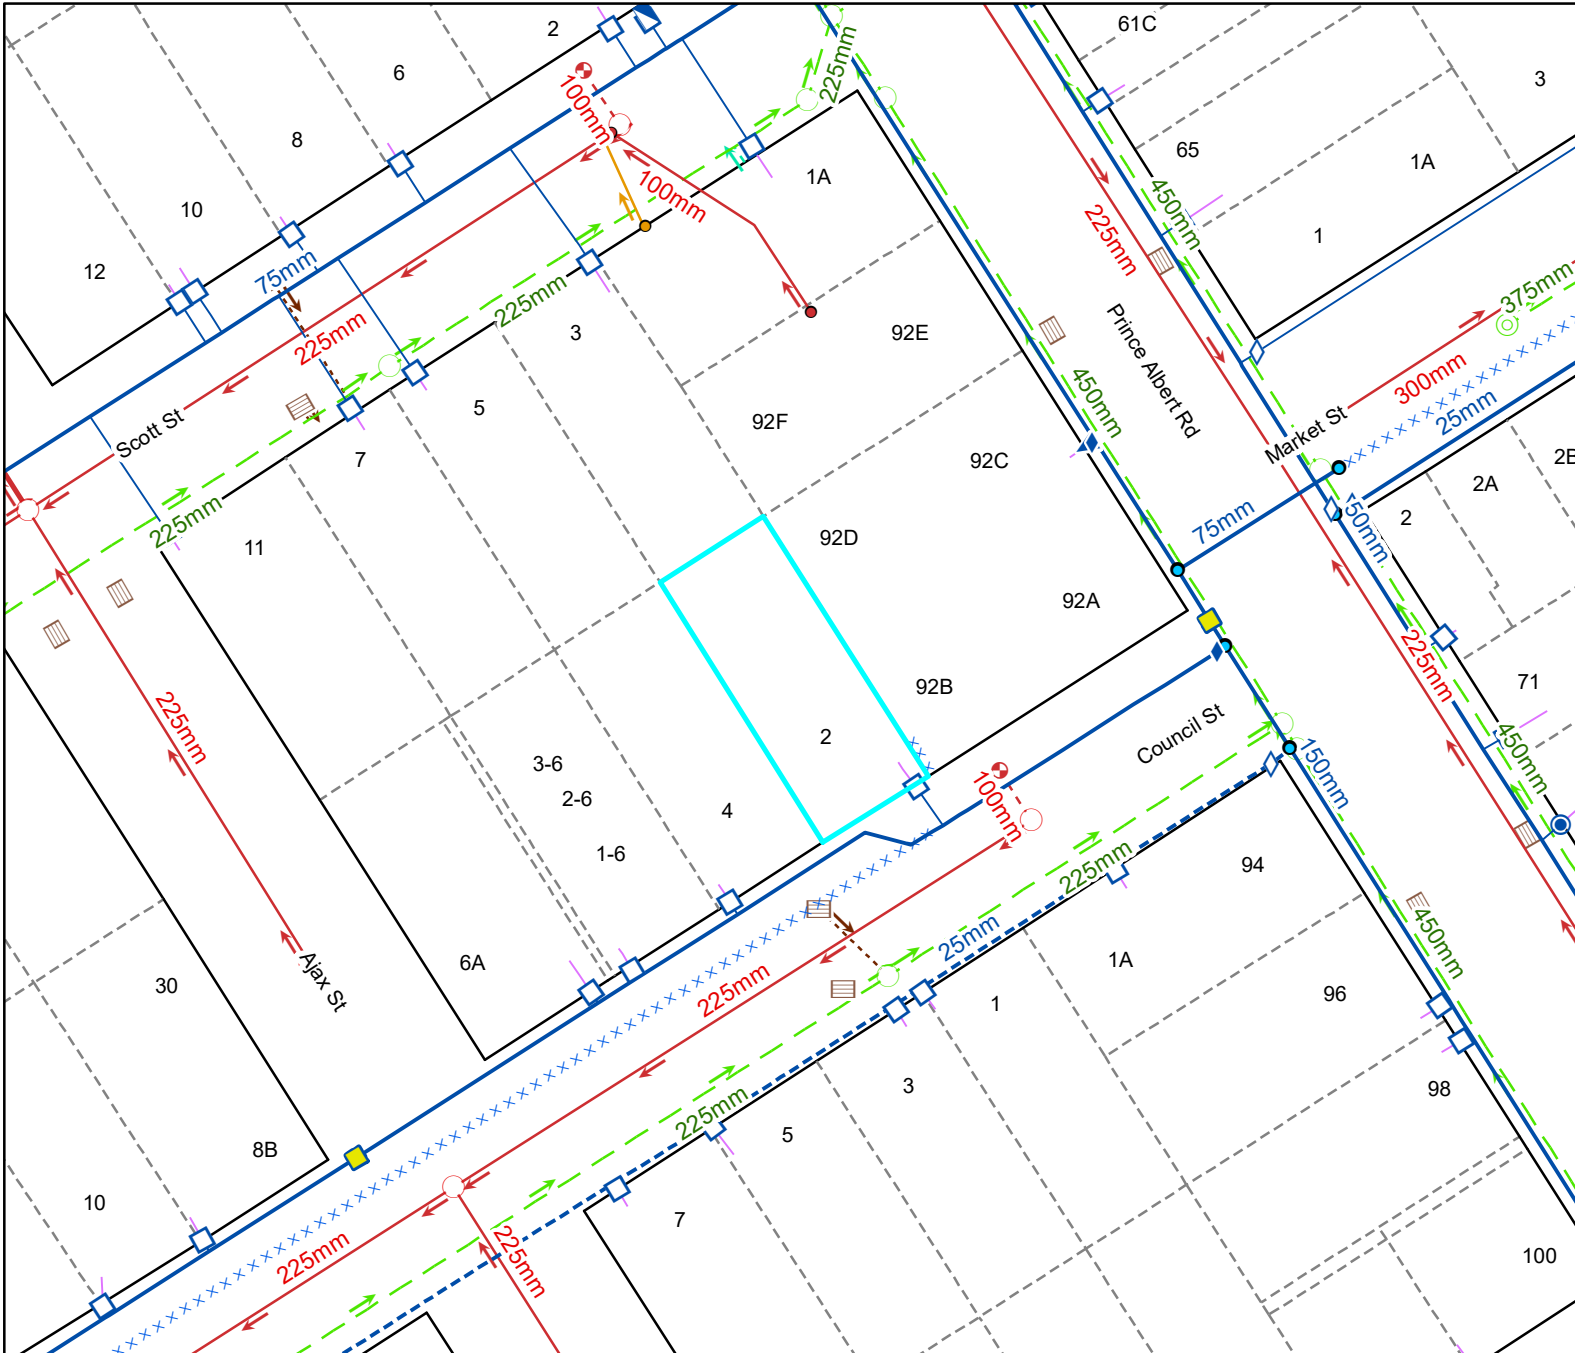 2
61C
6
3
8
65
1A
10
12
1
1A
100mm
225mm
100mm
75mm
225mm
225mm
450mm
225mm
375mm
Prince Albert Rd
3
92E
5
Scott St
7
92F
92C
450mm
300mm
25mm
Market St
2B
2A
2
150mm
75mm
225mm
11
92D
92A
225mm
92B
2
Council St
225mm
71
450mm
3-6
2-6
1-6
4
100mm
150mm
225mm
94
25mm
1A
450mm
30
Ajax St
6A
225mm
1
96
3
98
225mm
5
8B
10
7
225mm
225mm
100